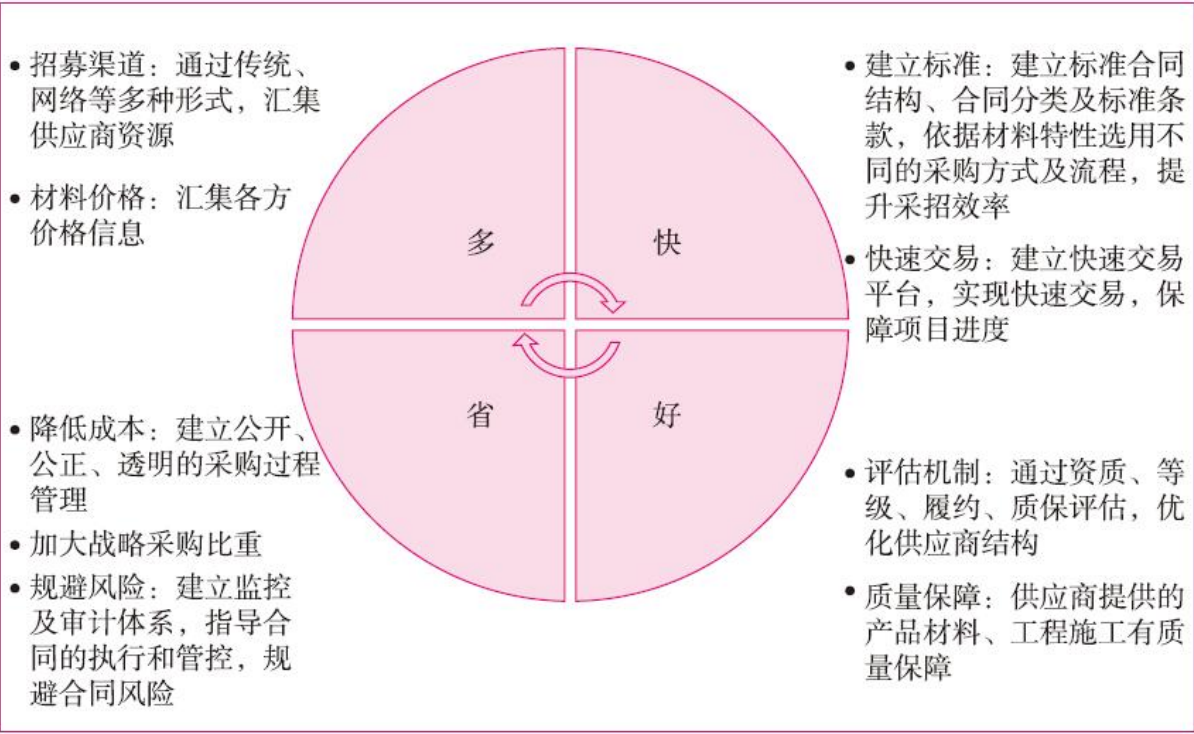 • 招募渠道：通过传统、
网络等多种形式，汇集
供应商资源
• 材料价格：汇集各方
价格信息
多
快
• 建立标准：建立标准合同
结构、合同分类及标准条
款，依据材料特性选用不
同的采购方式及流程，提
升采招效率
• 快速交易：建立快速交易
平台，实现快速交易，保
障项目进度
• 降低成本：建立公开、
公正、透明的采购过程
管理
• 加大战略采购比重
• 规避风险：建立监控
及审计体系，指导合
同的执行和管控，规
避合同风险
省
好
• 评估机制：通过资质、等
级、履约、质保评估，优
化供应商结构
• 质量保障：供应商提供的
产品材料、工程施工有质
量保障